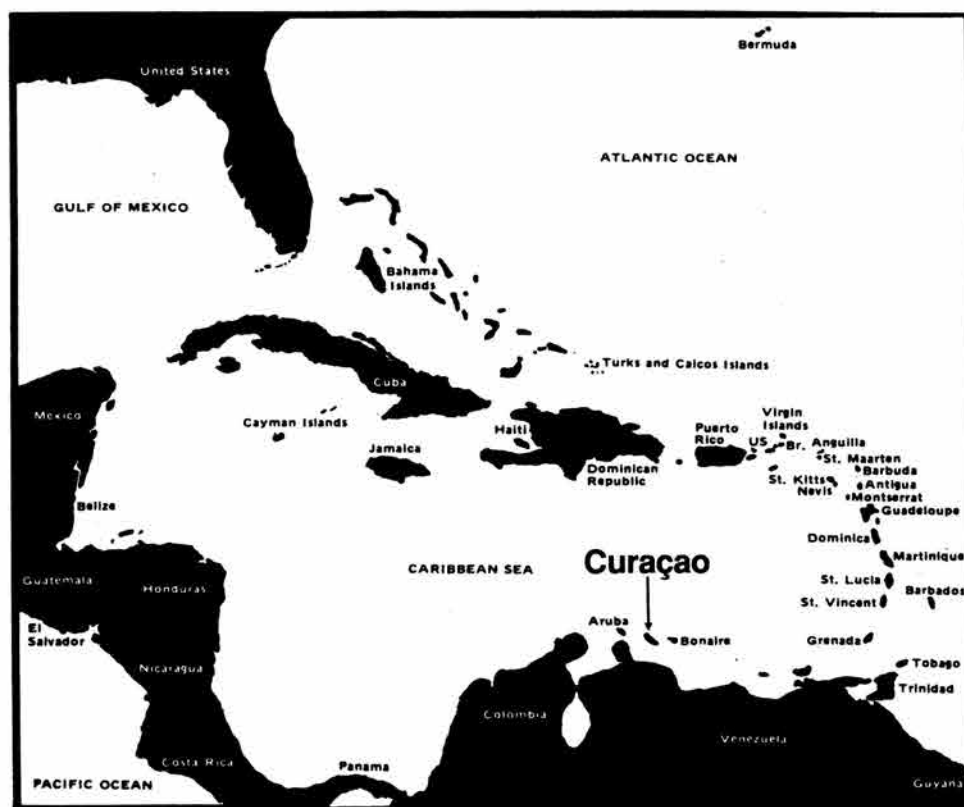 Bermuda
United States
ATLANTIC OCEAN
GULF OF MEXICO
Bahama
Islands
Turks and Caicos Islands
Cuba
Mexico
Cayman Islands
Haiti
Jamaica
Dominican
Republic
Puerto
Rico
Virgin
Islands
US
Br.
Anguilla
St. Maarten
Barbuda
St. Kitts
Nevis
Antigua
Montserrat
Guadeloupe
Belize
Dominica
Martinique
CARIBBEAN SEA
Curaçao
Guatemala
Honduras
St. Lucia
Barbados
St. Vincent
El
Salvador
Aruba
Bonaire
Grenada
Nicaragua
Tobago
Trinidad
Colombia
Venezuela
Costa Rica
Panama
PACIFIC OCEAN
Guyana